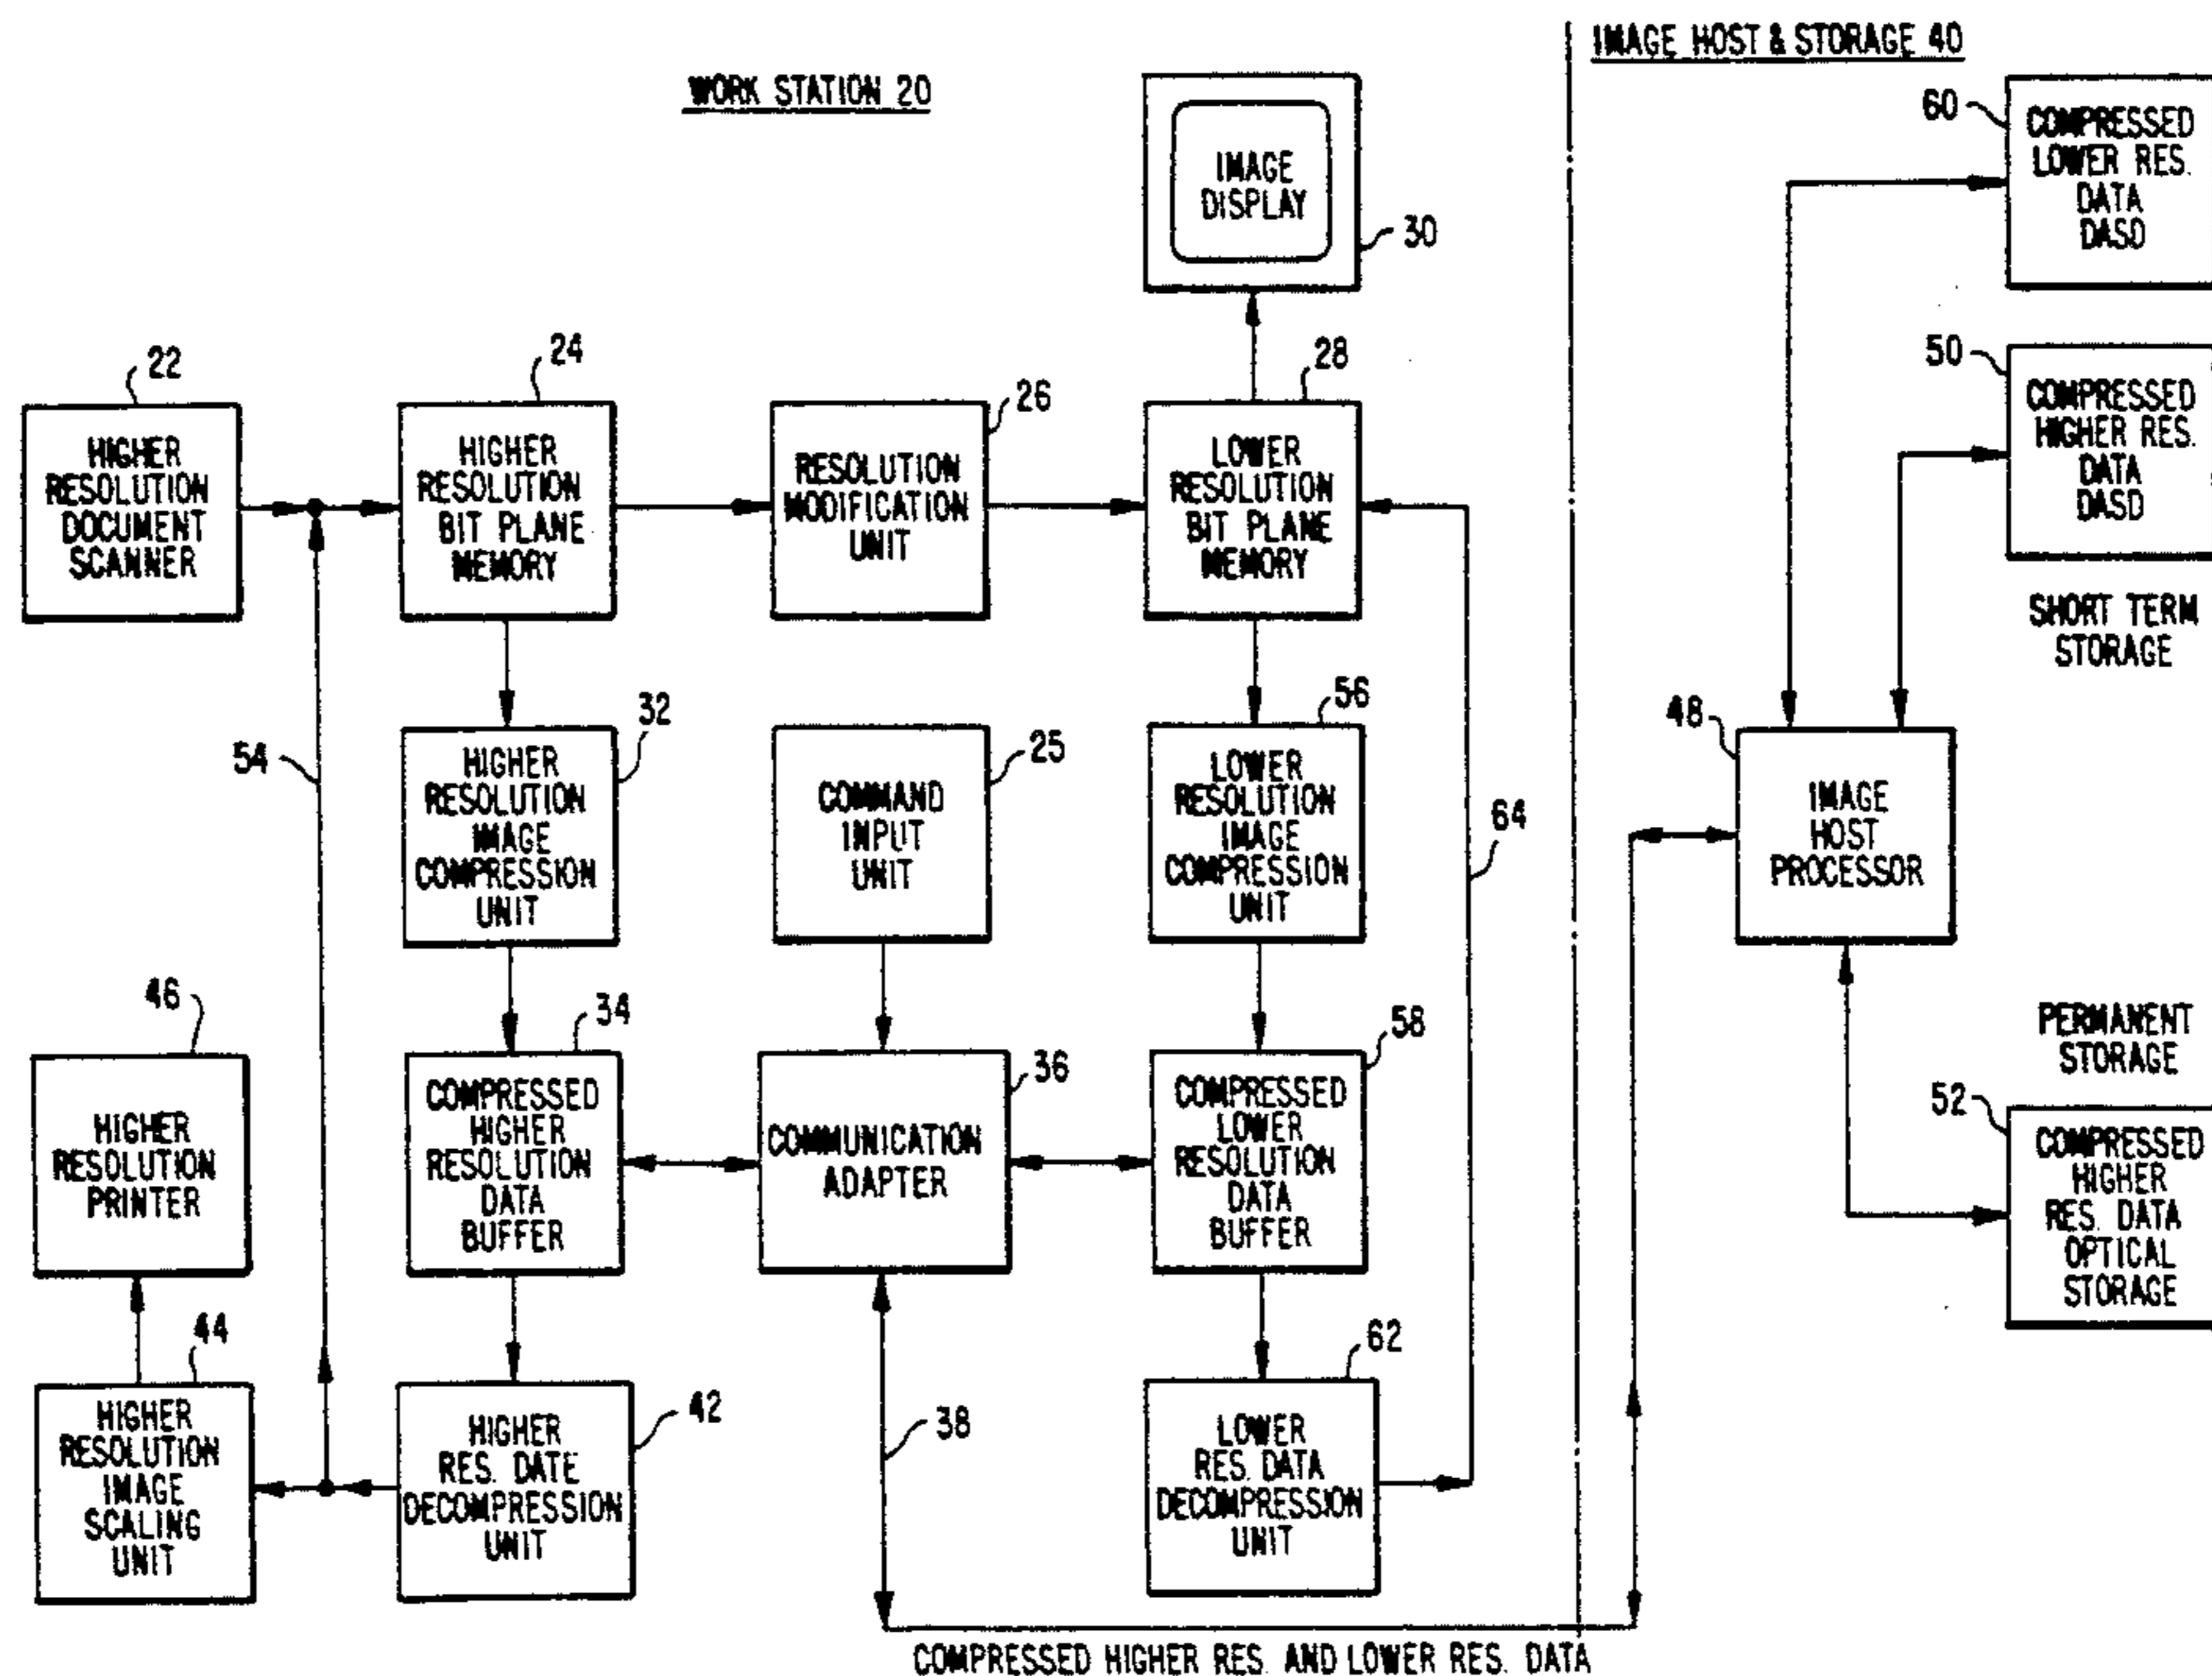 WORK STATION 20
IMAGE HOST & STORAGE 40
IMAGE
DISPLAY
30
60
COMPRESSED
LOWER RES.
DATA
DASD
50
COMPRESSED
HIGHER RES.
DATA
DASD
SHORT TERM
STORAGE
22
HIGHER
RESOLUTION
DOCUMENT
SCANNER
24
HIGHER
RESOLUTION
BIT PLANE
MEMORY
26
RESOLUTION
MODIFICATION
UNIT
28
LOWER
RESOLUTION
BIT PLANE
MEMORY
54
32
HIGHER
RESOLUTION
IMAGE
COMPRESSION
UNIT
25
COMMAND
INPUT
UNIT
56
LOWER
RESOLUTION
IMAGE
COMPRESSION
UNIT
64
48
IMAGE
HOST
PROCESSOR
46
HIGHER
RESOLUTION
PRINTER
34
COMPRESSED
HIGHER
RESOLUTION
DATA
BUFFER
36
COMMUNICATION
ADAPTER
58
COMPRESSED
LOWER
RESOLUTION
DATA
BUFFER
PERMANENT
STORAGE
52
COMPRESSED
HIGHER
RES. DATA
OPTICAL
STORAGE
44
HIGHER
RESOLUTION
IMAGE
SCALING
UNIT
42
HIGHER
RES. DATE
DECOMPRESSION
UNIT
38
62
LOWER
RES. DATA
DECOMPRESSION
UNIT
COMPRESSED HIGHER RES. AND LOWER RES. DATA